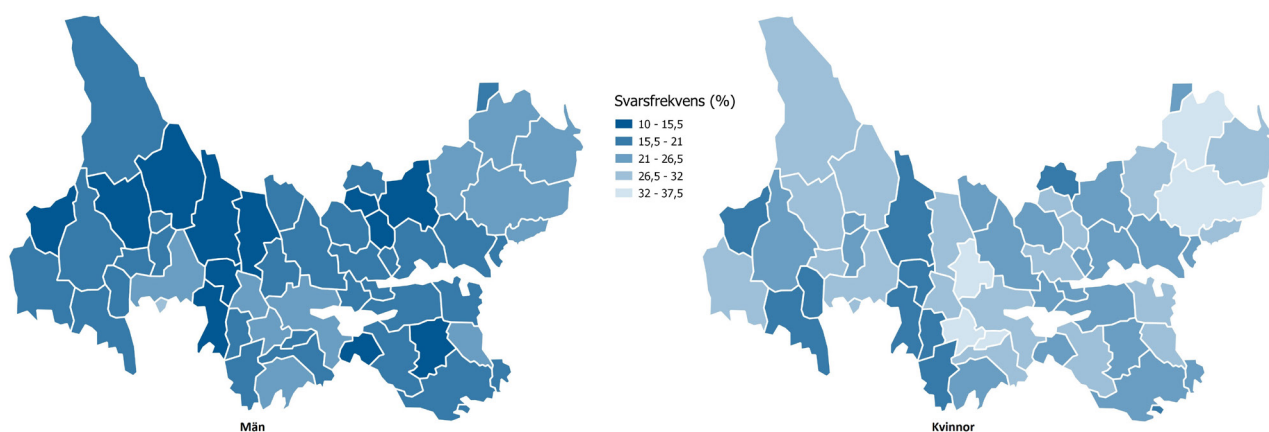 Svarsfrekvens (%)
10 - 15,5
15,5 - 21
21 - 26,5
26,5 - 32
32 - 37,5
Män
Kvinnor